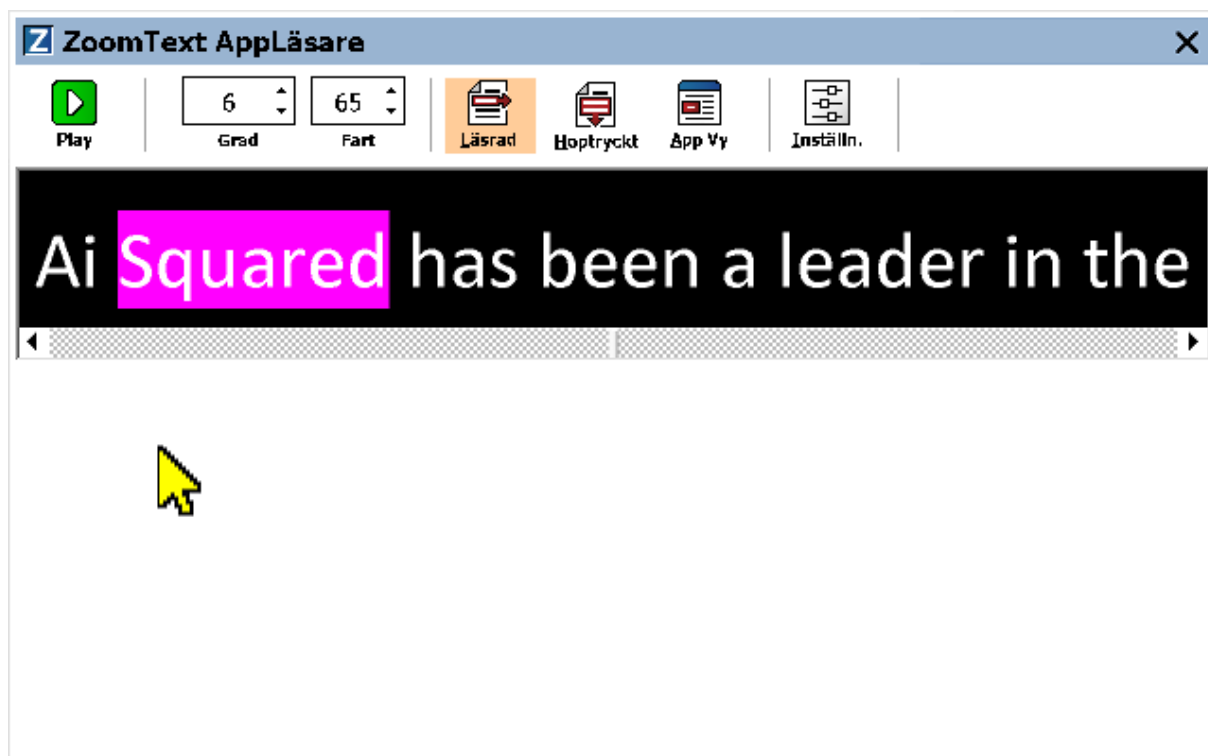 Z ZoomText AppLäsare
6 65
Play Grad Fart Läsrad Hoptryckt App Vy Inställn.
Ai Squared has been a leader in the